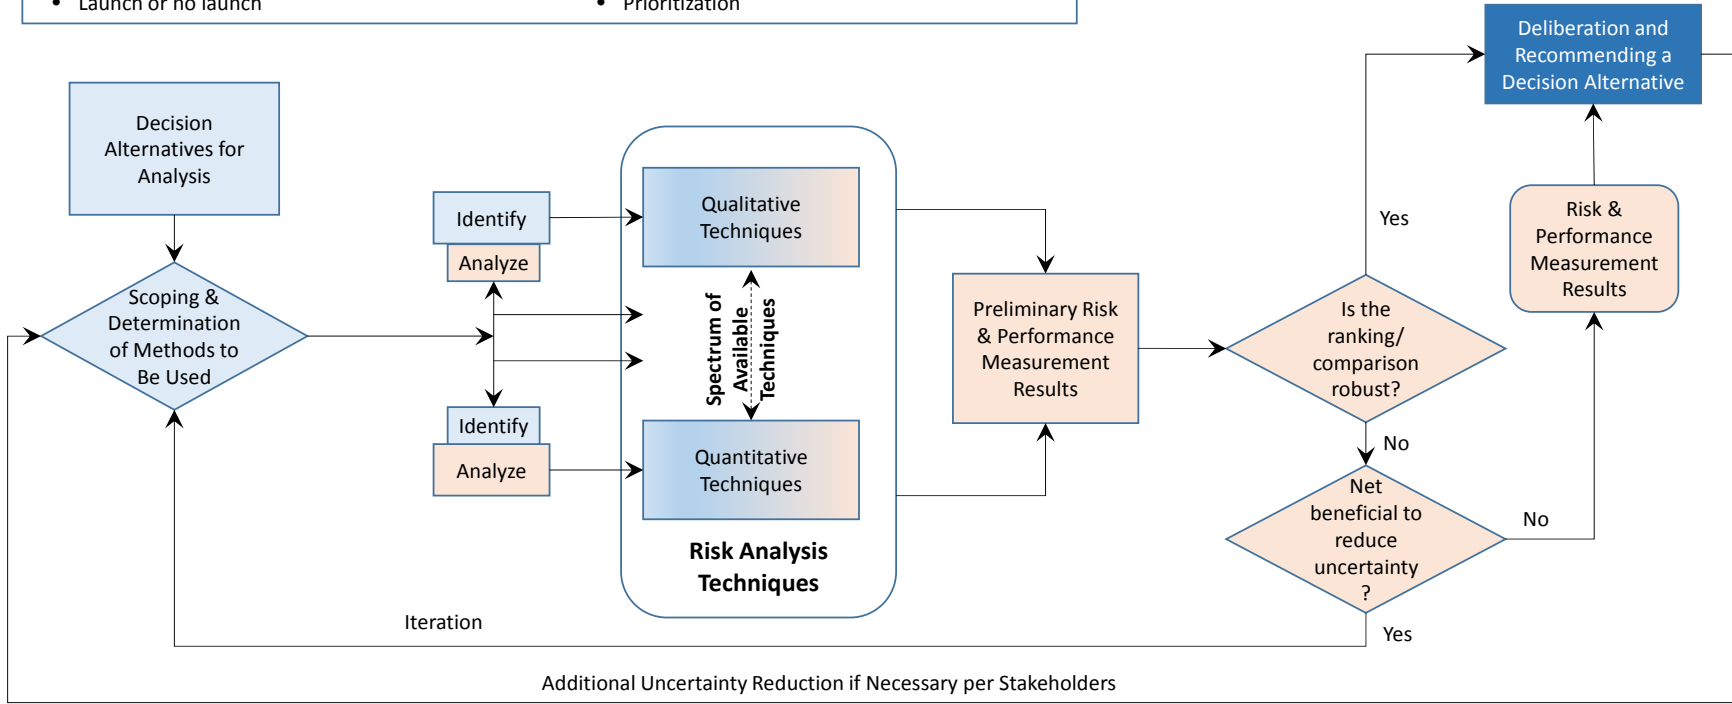 • Launch or no launch
• Prioritization
Deliberation and
Recommending a
Decision Alternative
Decision
Alternatives for
Analysis
Scoping &
Determination
of Methods to
Be Used
Identify
Analyze
Identify
Analyze
Qualitative
Techniques
Spectrum of
Available
Techniques
Quantitative
Techniques
Risk Analysis
Techniques
Preliminary Risk
& Performance
Measurement
Results
Is the
ranking/
comparison
robust?
Yes
No
Net
beneficial to
reduce
uncertainty
?
No
Yes
Risk &
Performance
Measurement
Results
Iteration
Additional Uncertainty Reduction if Necessary per Stakeholders